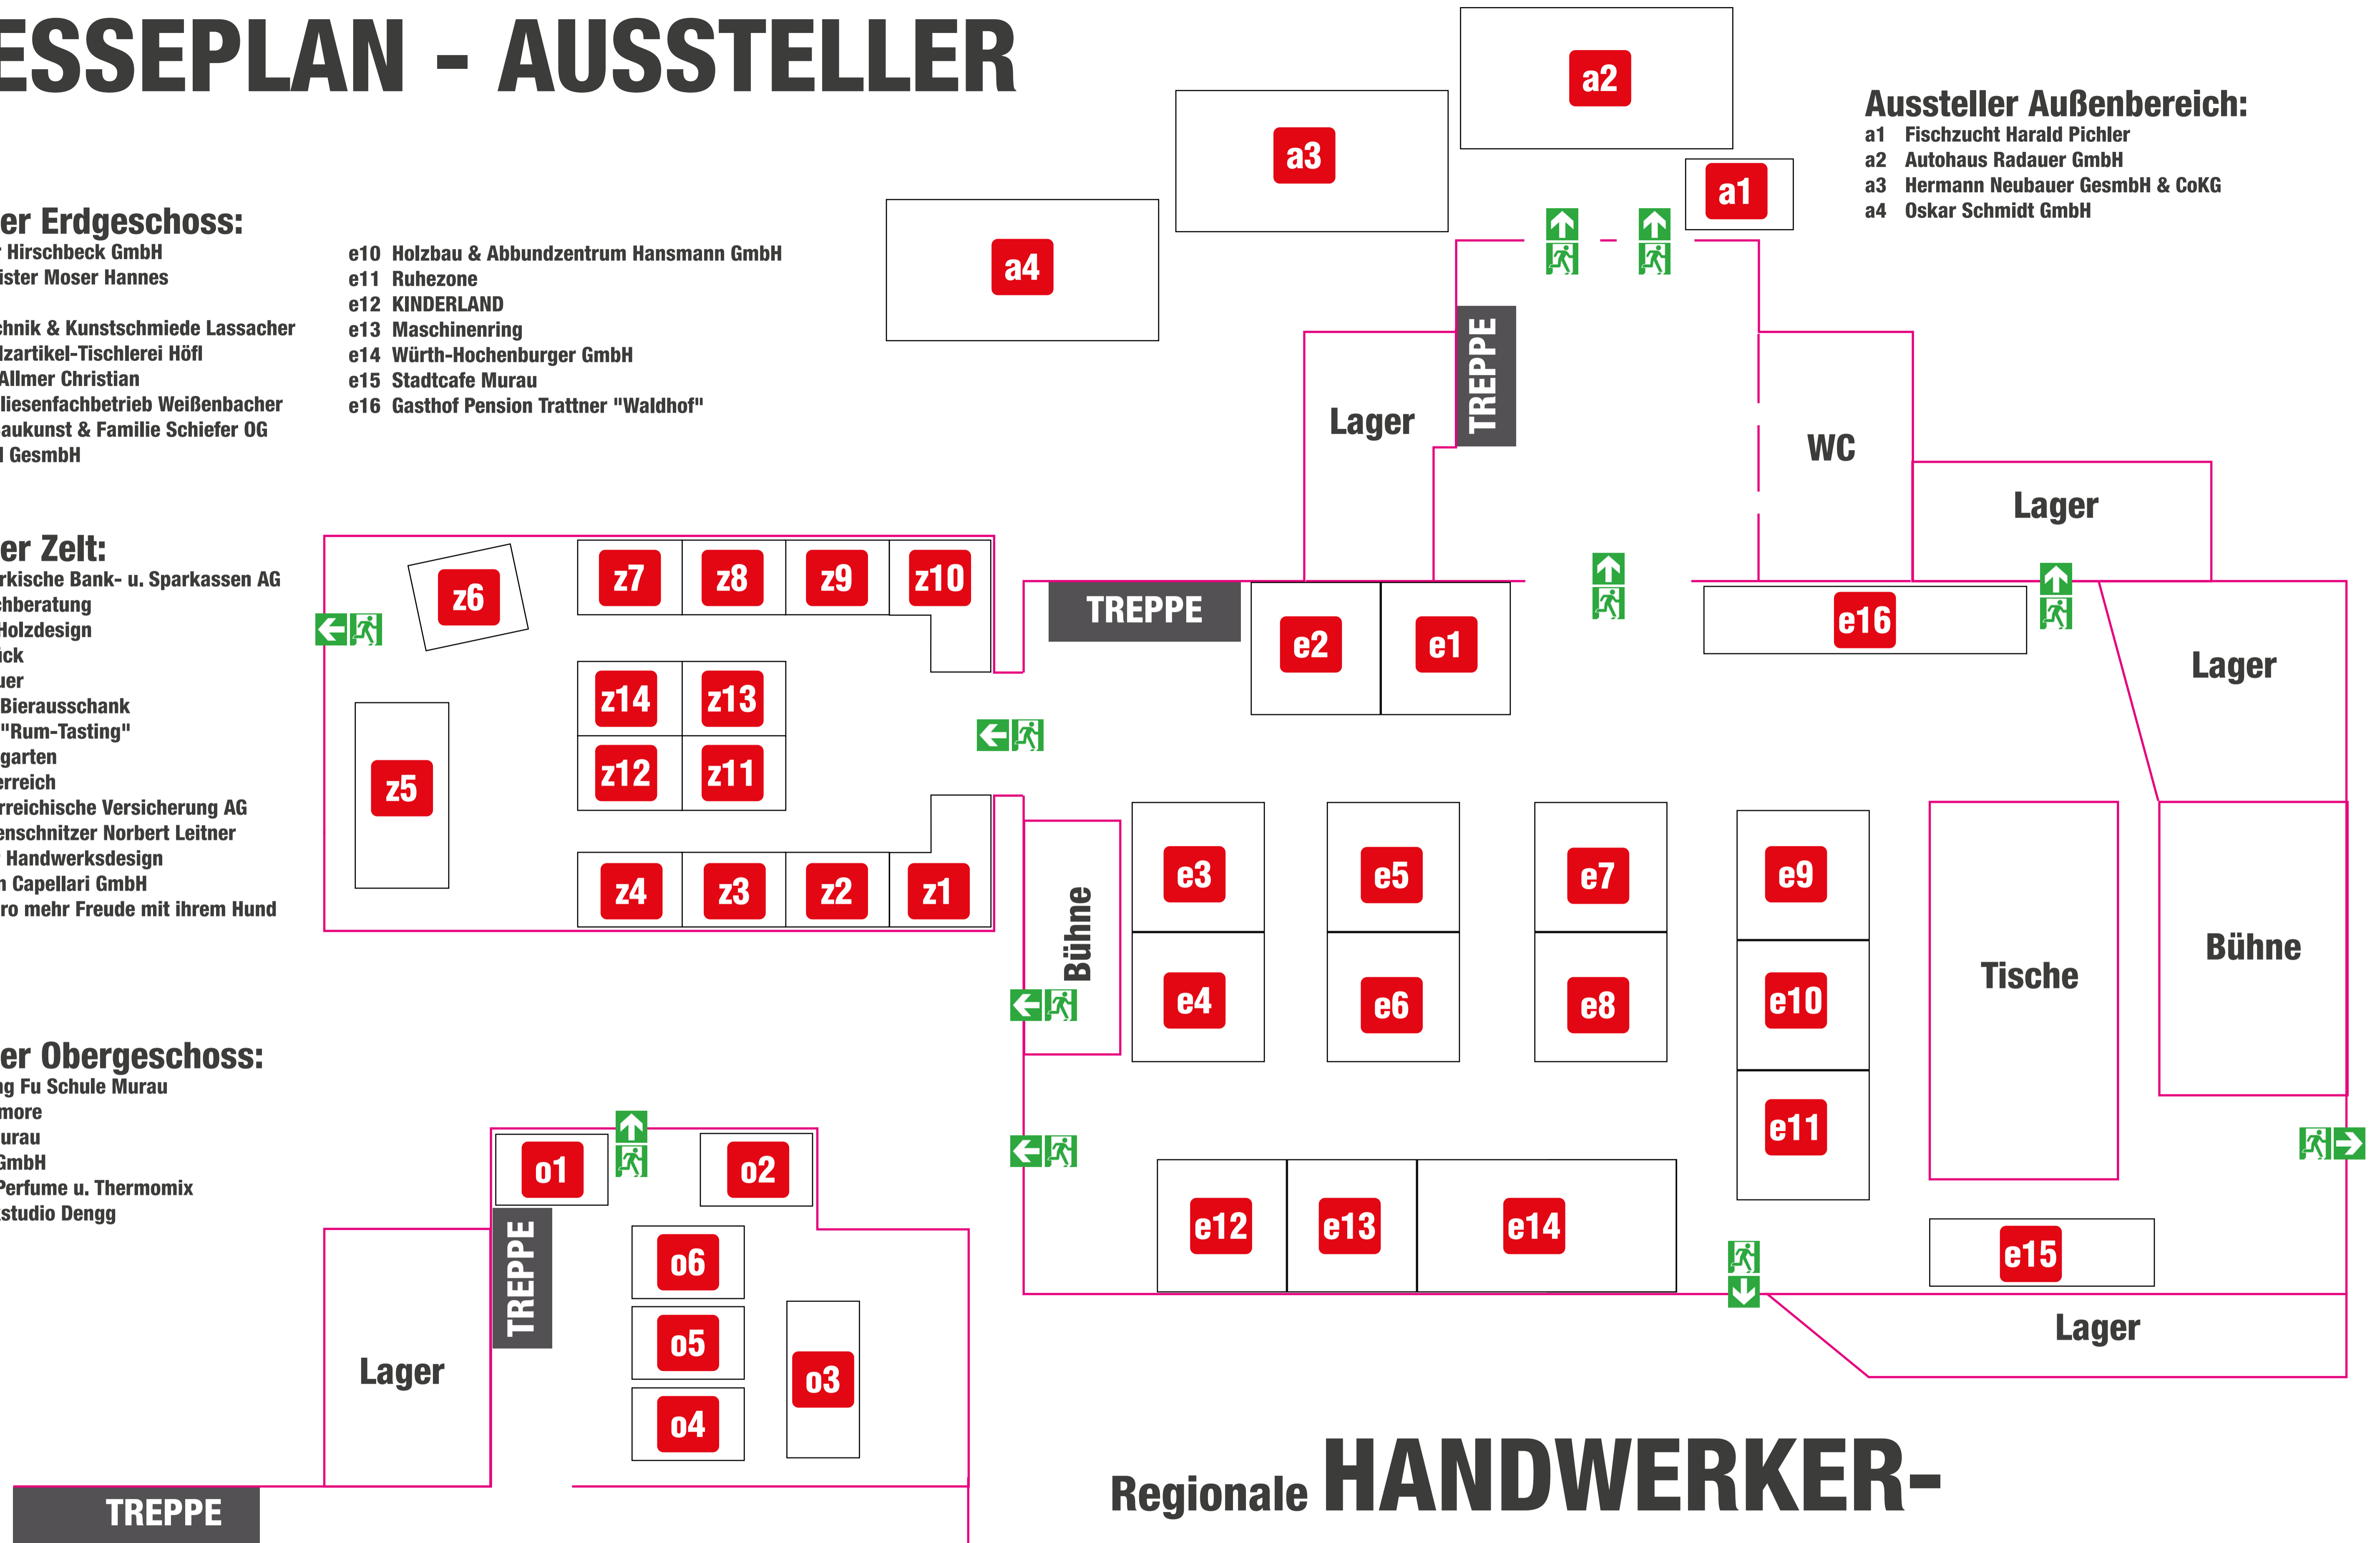 ESSEPLAN - AUSSTELLER
Aussteller Außenbereich:
a1 Fischzucht Harald Pichler
a2 Autohaus Radauer GmbH
a3 Hermann Neubauer GesmbH & CoKG
a4 Oskar Schmidt GmbH
er Erdgeschoss:
r Hirschbeck GmbH
ister Moser Hannes
chnik & Kunstschmiede Lassacher
lzartikel-Tischlerei Höfl
Allmer Christian
liesenfachbetrieb Weißenbacher
aukunst & Familie Schiefer OG
l GesmbH
e10 Holzbau & Abbundzentrum Hansmann GmbH
e11 Ruhezone
e12 KINDERLAND
e13 Maschinenring
e14 Würth-Hochenburger GmbH
e15 Stadtcafe Murau
e16 Gasthof Pension Trattner "Waldhof"
er Zelt:
rkische Bank- u. Sparkassen AG
chberatung
Holzdesign
ück
uer
Bierausschank
"Rum-Tasting"
garten
erreich
rreichische Versicherung AG
enschnitzer Norbert Leitner
r Handwerksdesign
n Capellari GmbH
ro mehr Freude mit ihrem Hund
er Obergeschoss:
ng Fu Schule Murau
more
urau
GmbH
Perfume u. Thermomix
kstudio Dengg
a2
a3
a1
a4
Lager
TREPPE
WC
Lager
z6
z7
z8
z9
z10
TREPPE
e2
e1
e16
Lager
z14
z13
z5
z12
z11
z4
z3
z2
z1
Bühne
e3
e5
e7
e9
e4
e6
e8
e10
e11
Tische
Bühne
e12
e13
e14
e15
Lager
o1
o2
TREPPE
o6
o5
o3
o4
Lager
TREPPE
Regionale HANDWERKER-